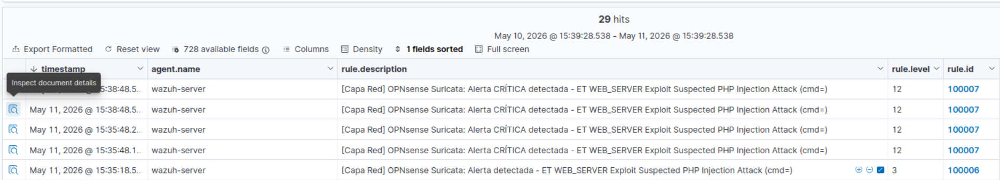 29 hits
May 10, 2026 @ 15:39:28.538 - May 11, 2026 @ 15:39:28.538
Export Formatted Reset view 728 available fields Columns Density 1 fields sorted Full screen
timestamp agent.name rule.description rule.level rule.id
Inspect document details
5:38:48.5... wazuh-server [Capa Red] OPNsense Suricata: Alerta CRÍTICA detectada - ET WEB_SERVER Exploit Suspected PHP Injection Attack (cmd=) 12 100007
May 11, 2026 @ 15:38:48.5... wazuh-server [Capa Red] OPNsense Suricata: Alerta CRÍTICA detectada - ET WEB_SERVER Exploit Suspected PHP Injection Attack (cmd=) 12 100007
May 11, 2026 @ 15:35:48.2... wazuh-server [Capa Red] OPNsense Suricata: Alerta CRÍTICA detectada - ET WEB_SERVER Exploit Suspected PHP Injection Attack (cmd=) 12 100007
May 11, 2026 @ 15:35:48.1... wazuh-server [Capa Red] OPNsense Suricata: Alerta CRÍTICA detectada - ET WEB_SERVER Exploit Suspected PHP Injection Attack (cmd=) 12 100007
May 11, 2026 @ 15:35:18.5... wazuh-server [Capa Red] OPNsense Suricata: Alerta detectada - ET WEB_SERVER Exploit Suspected PHP Injection Attack (cmd=) 3 100006